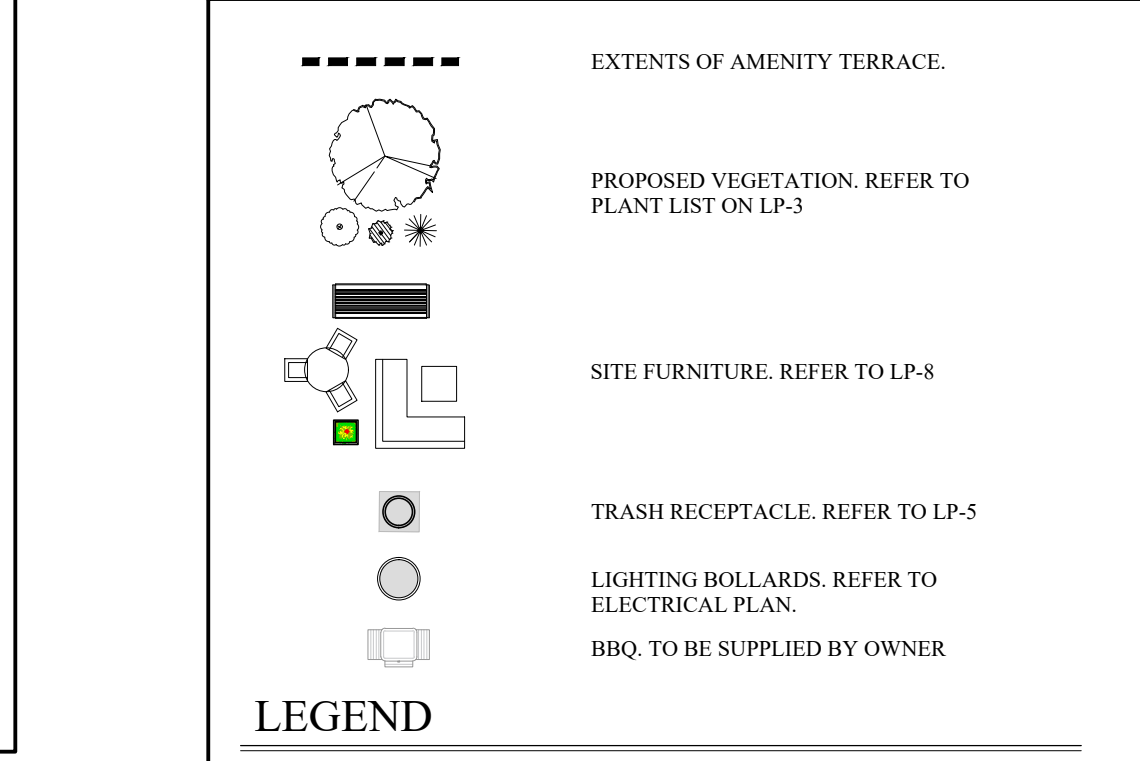 EXTENTS OF AMENITY TERRACE.
PROPOSED VEGETATION. REFER TO
PLANT LIST ON LP-3
SITE FURNITURE. REFER TO LP-8
TRASH RECEPTACLE. REFER TO LP-5
LIGHTING BOLLARDS. REFER TO
ELECTRICAL PLAN.
BBQ. TO BE SUPPLIED BY OWNER
LEGEND